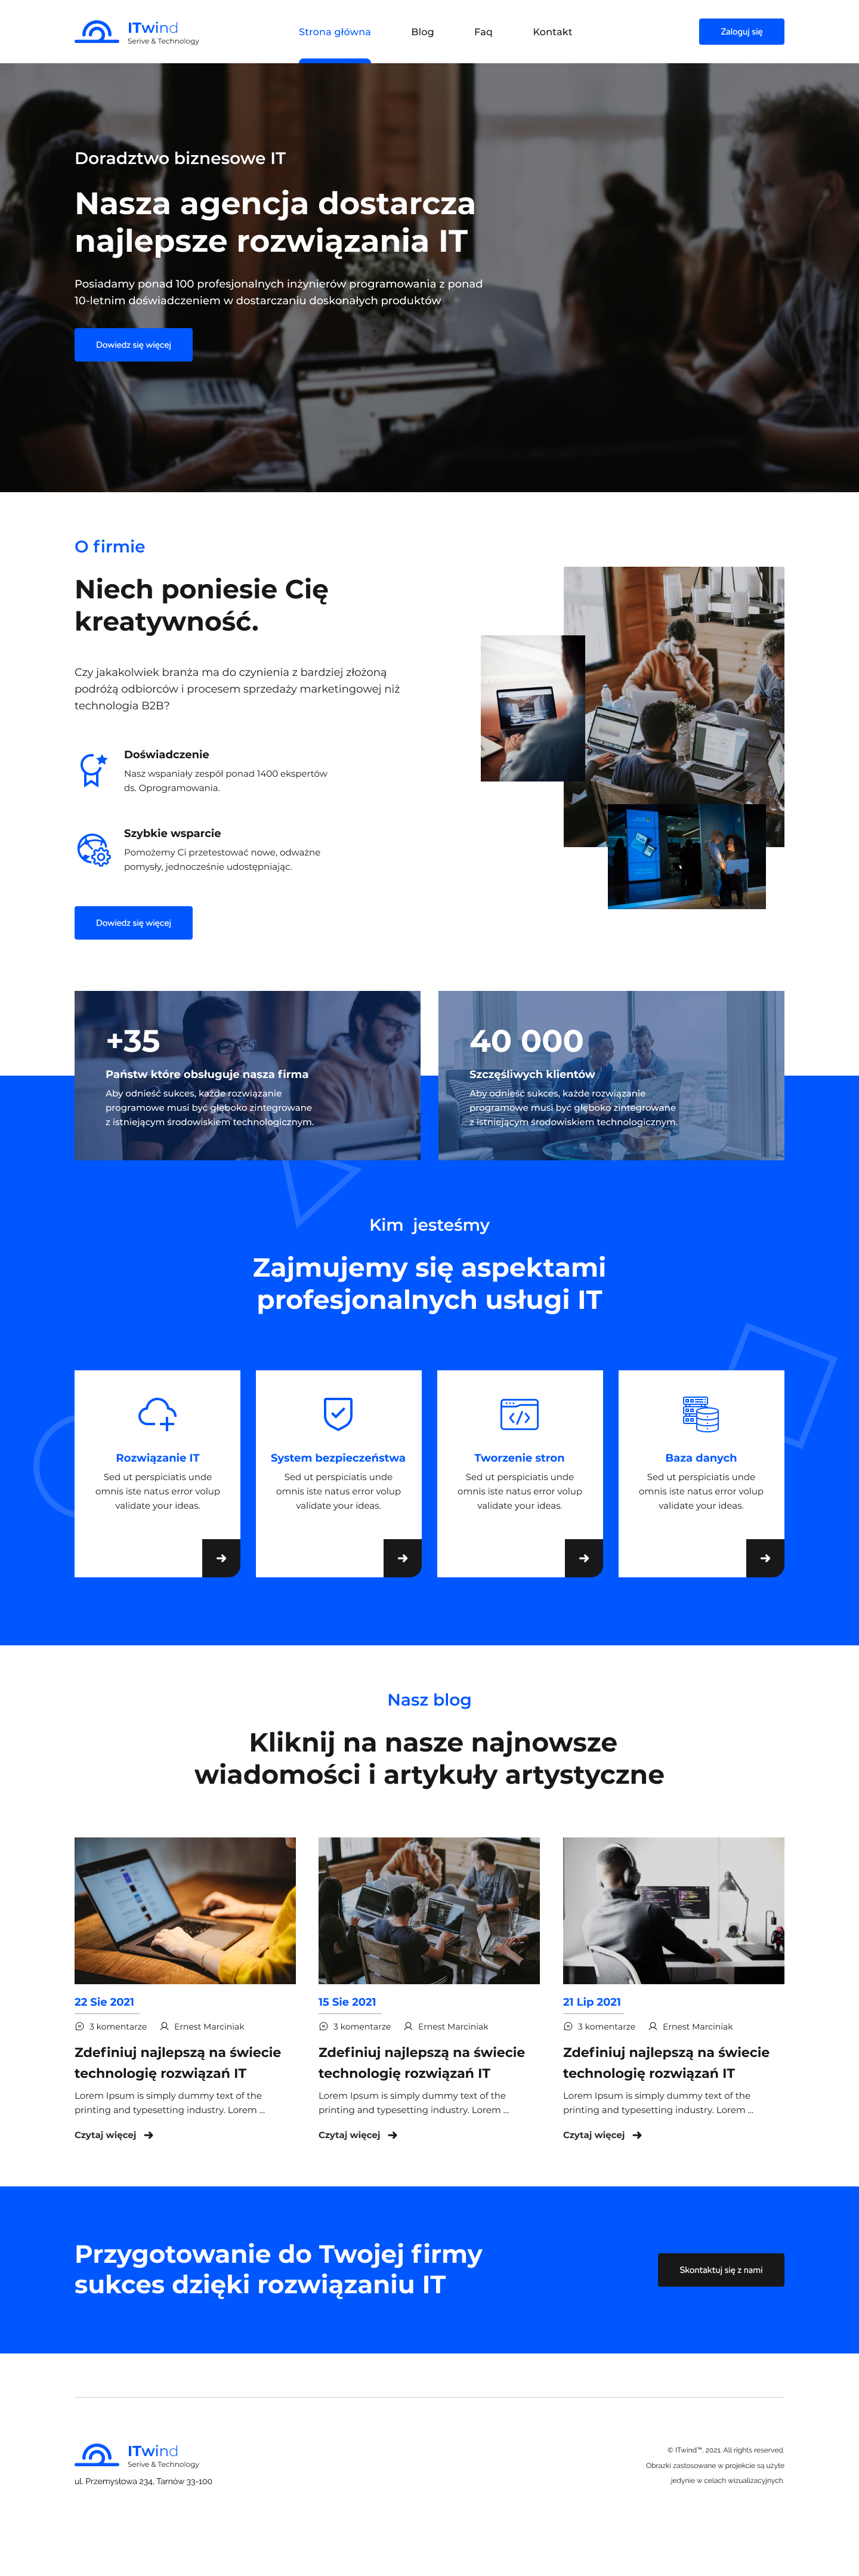 ITwind
Serive & Technology
Strona główna
Blog
Faq
Kontakt
Zaloguj się
Doradztwo biznesowe IT
Nasza agencja dostarcza
najlepsze rozwiązania IT
Posiadamy ponad 100 profesjonalnych inżynierów programowania z ponad
10-letnim doświadczeniem w dostarczaniu doskonałych produktów
Dowiedz się więcej
O firmie
Niech poniesie Cię
kreatywność.
Czy jakakolwiek branża ma do czynienia z bardziej złożoną
podróżą odbiorców i procesem sprzedaży marketingowej niż
technologia B2B?
Doświadczenie
Nasz wspaniały zespół ponad 1400 ekspertów
ds. Oprogramowania.
Szybkie wsparcie
Pomożemy Ci przetestować nowe, odważne
pomysły, jednocześnie udostępniając.
Dowiedz się więcej
+35
Państw które obsługuje nasza firma
Aby odnieść sukces, każde rozwiązanie
programowe musi być głęboko zintegrowane
z istniejącym środowiskiem technologicznym.
40 000
Szczęśliwych klientów
Aby odnieść sukces, każde rozwiązanie
programowe musi być głęboko zintegrowane
z istniejącym środowiskiem technologicznym.
Kim jesteśmy
Zajmujemy się aspektami
profesjonalnych usługi IT
Rozwiązanie IT
Sed ut perspiciatis unde
omnis iste natus error volup
validate your ideas.
System bezpieczeństwa
Sed ut perspiciatis unde
omnis iste natus error volup
validate your ideas.
Tworzenie stron
Sed ut perspiciatis unde
omnis iste natus error volup
validate your ideas.
Baza danych
Sed ut perspiciatis unde
omnis iste natus error volup
validate your ideas.
Nasz blog
Kliknij na nasze najnowsze
wiadomości i artykuły artystyczne
22 Sie 2021
3 komentarze
Ernest Marciniak
Zdefiniuj najlepszą na świecie
technologię rozwiązań IT
Lorem Ipsum is simply dummy text of the
printing and typesetting industry. Lorem ...
Czytaj więcej
15 Sie 2021
3 komentarze
Ernest Marciniak
Zdefiniuj najlepszą na świecie
technologię rozwiązań IT
Lorem Ipsum is simply dummy text of the
printing and typesetting industry. Lorem ...
Czytaj więcej
21 Lip 2021
3 komentarze
Ernest Marciniak
Zdefiniuj najlepszą na świecie
technologię rozwiązań IT
Lorem Ipsum is simply dummy text of the
printing and typesetting industry. Lorem ...
Czytaj więcej
Przygotowanie do Twojej firmy
sukces dzięki rozwiązaniu IT
Skontaktuj się z nami
ITwind
Serive & Technology
ul. Przemysłowa 234, Tarnów 33-100
© ITwind™, 2021. All rights reserved.
Obrazki zastosowane w projekcie są użyte
jedynie w celach wizualizacyjnych.